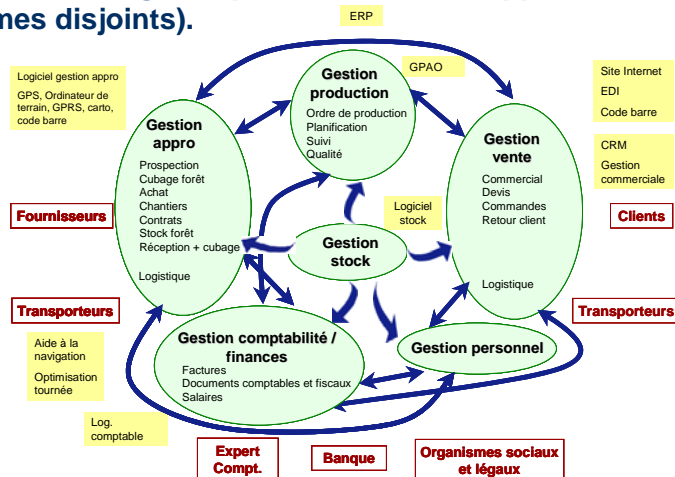 mes disjoints).
ERP
Logiciel gestion appro
GPS, Ordinateur de
terrain, GPRS, carto,
code barre
Gestion
production
Ordre de production
Planification
Suivi
Qualité
GPAO
Site Internet
EDI
Code barre
CRM
Gestion
commerciale
Gestion
appro
Prospection
Cubage forêt
Achat
Chantiers
Contrats
Stock forêt
Réception + cubage
Logistique
Gestion
vente
Commercial
Devis
Commandes
Retour client
Logistique
Fournisseurs
Logiciel
stock
Clients
Gestion
stock
Transporteurs
Transporteurs
Aide à la
navigation
Optimisation
tournée
Gestion comptabilité /
finances
Factures
Documents comptables et fiscaux
Salaires
Gestion personnel
Log.
comptable
Expert
Compt.
Banque
Organismes sociaux
et légaux